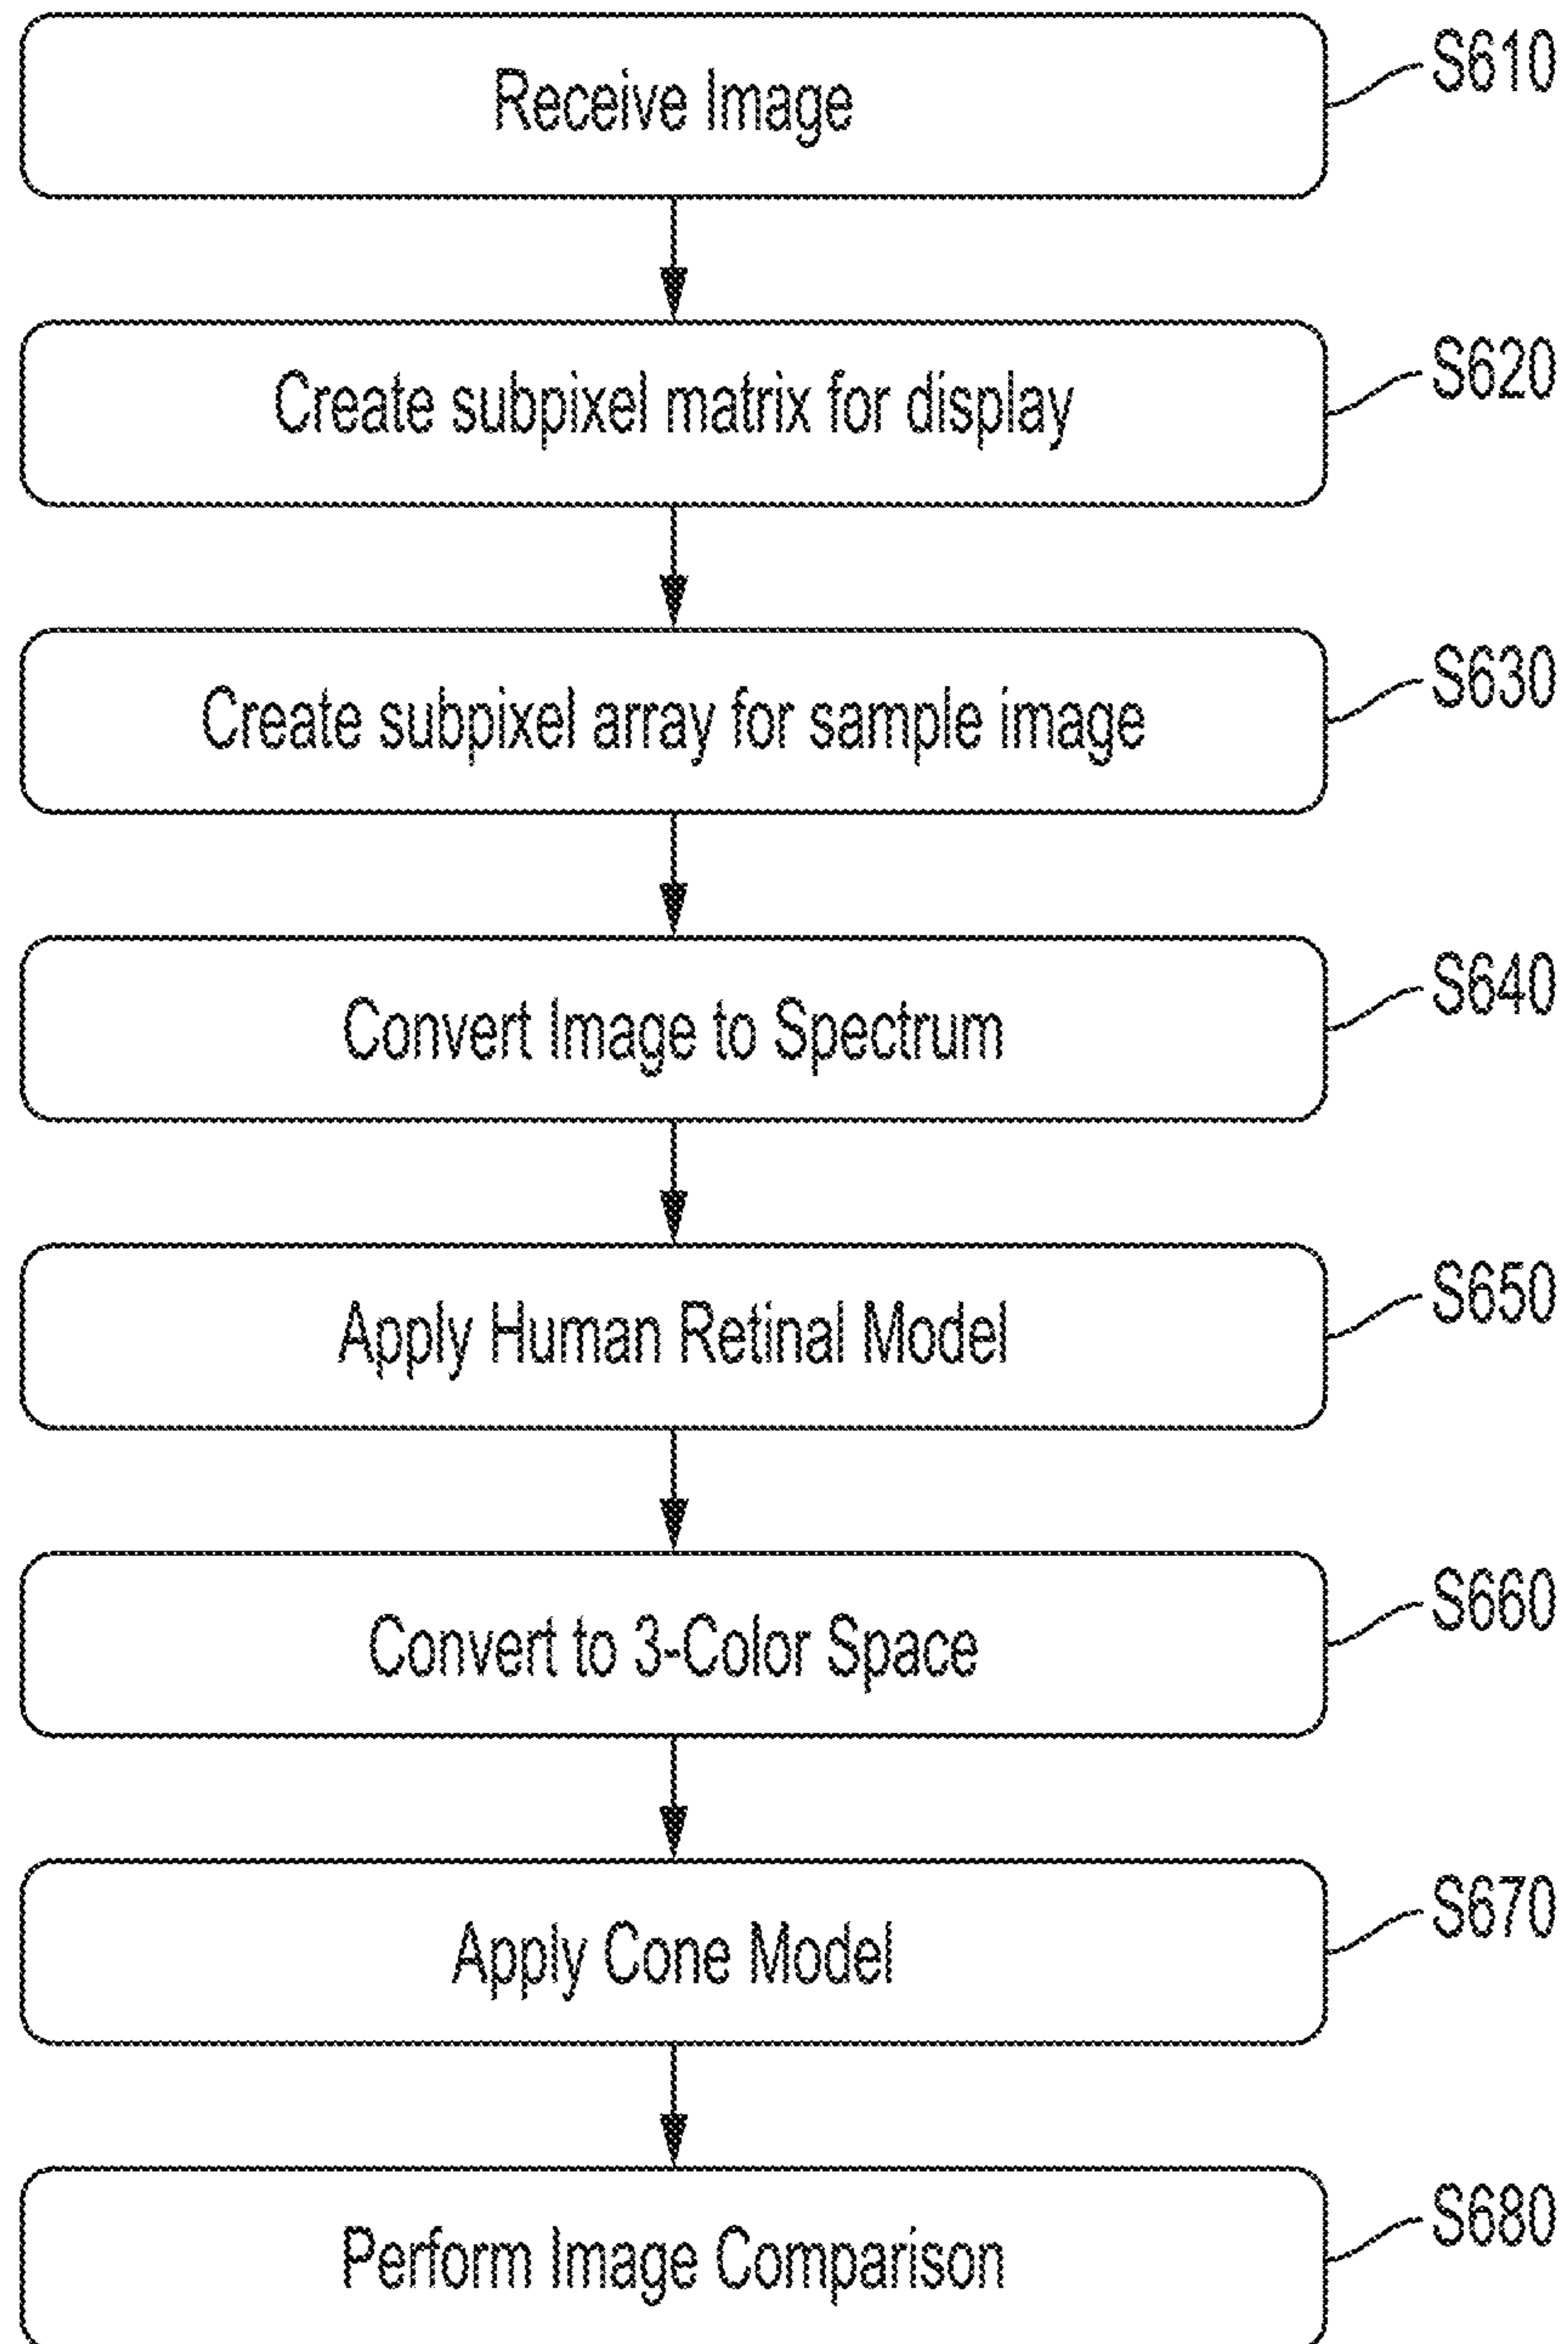 Receive Image
S610
Create subpixel matrix for display
S620
Create subpixel array for sample image
S630
Convert Image to Spectrum
S640
Apply Human Retinal Model
S650
Convert to 3-Color Space
S660
Apply Cone Model
S670
Perform Image Comparison
S680